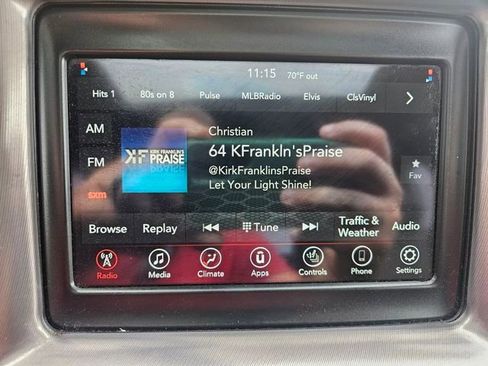 11:15 70°F out
Hits 1 80s on 8 Pulse MLBRadio Elvis ClsVinyl
AM
FM
sxm
KF KIRK FRANKLIN'S
PRAISE
Christian
64 KFrankln'sPraise
@KirkFranklinsPraise
Let Your Light Shine!
Fav
Browse Replay Tune Traffic &
Weather Audio
Radio Media Climate Apps Controls Phone Settings